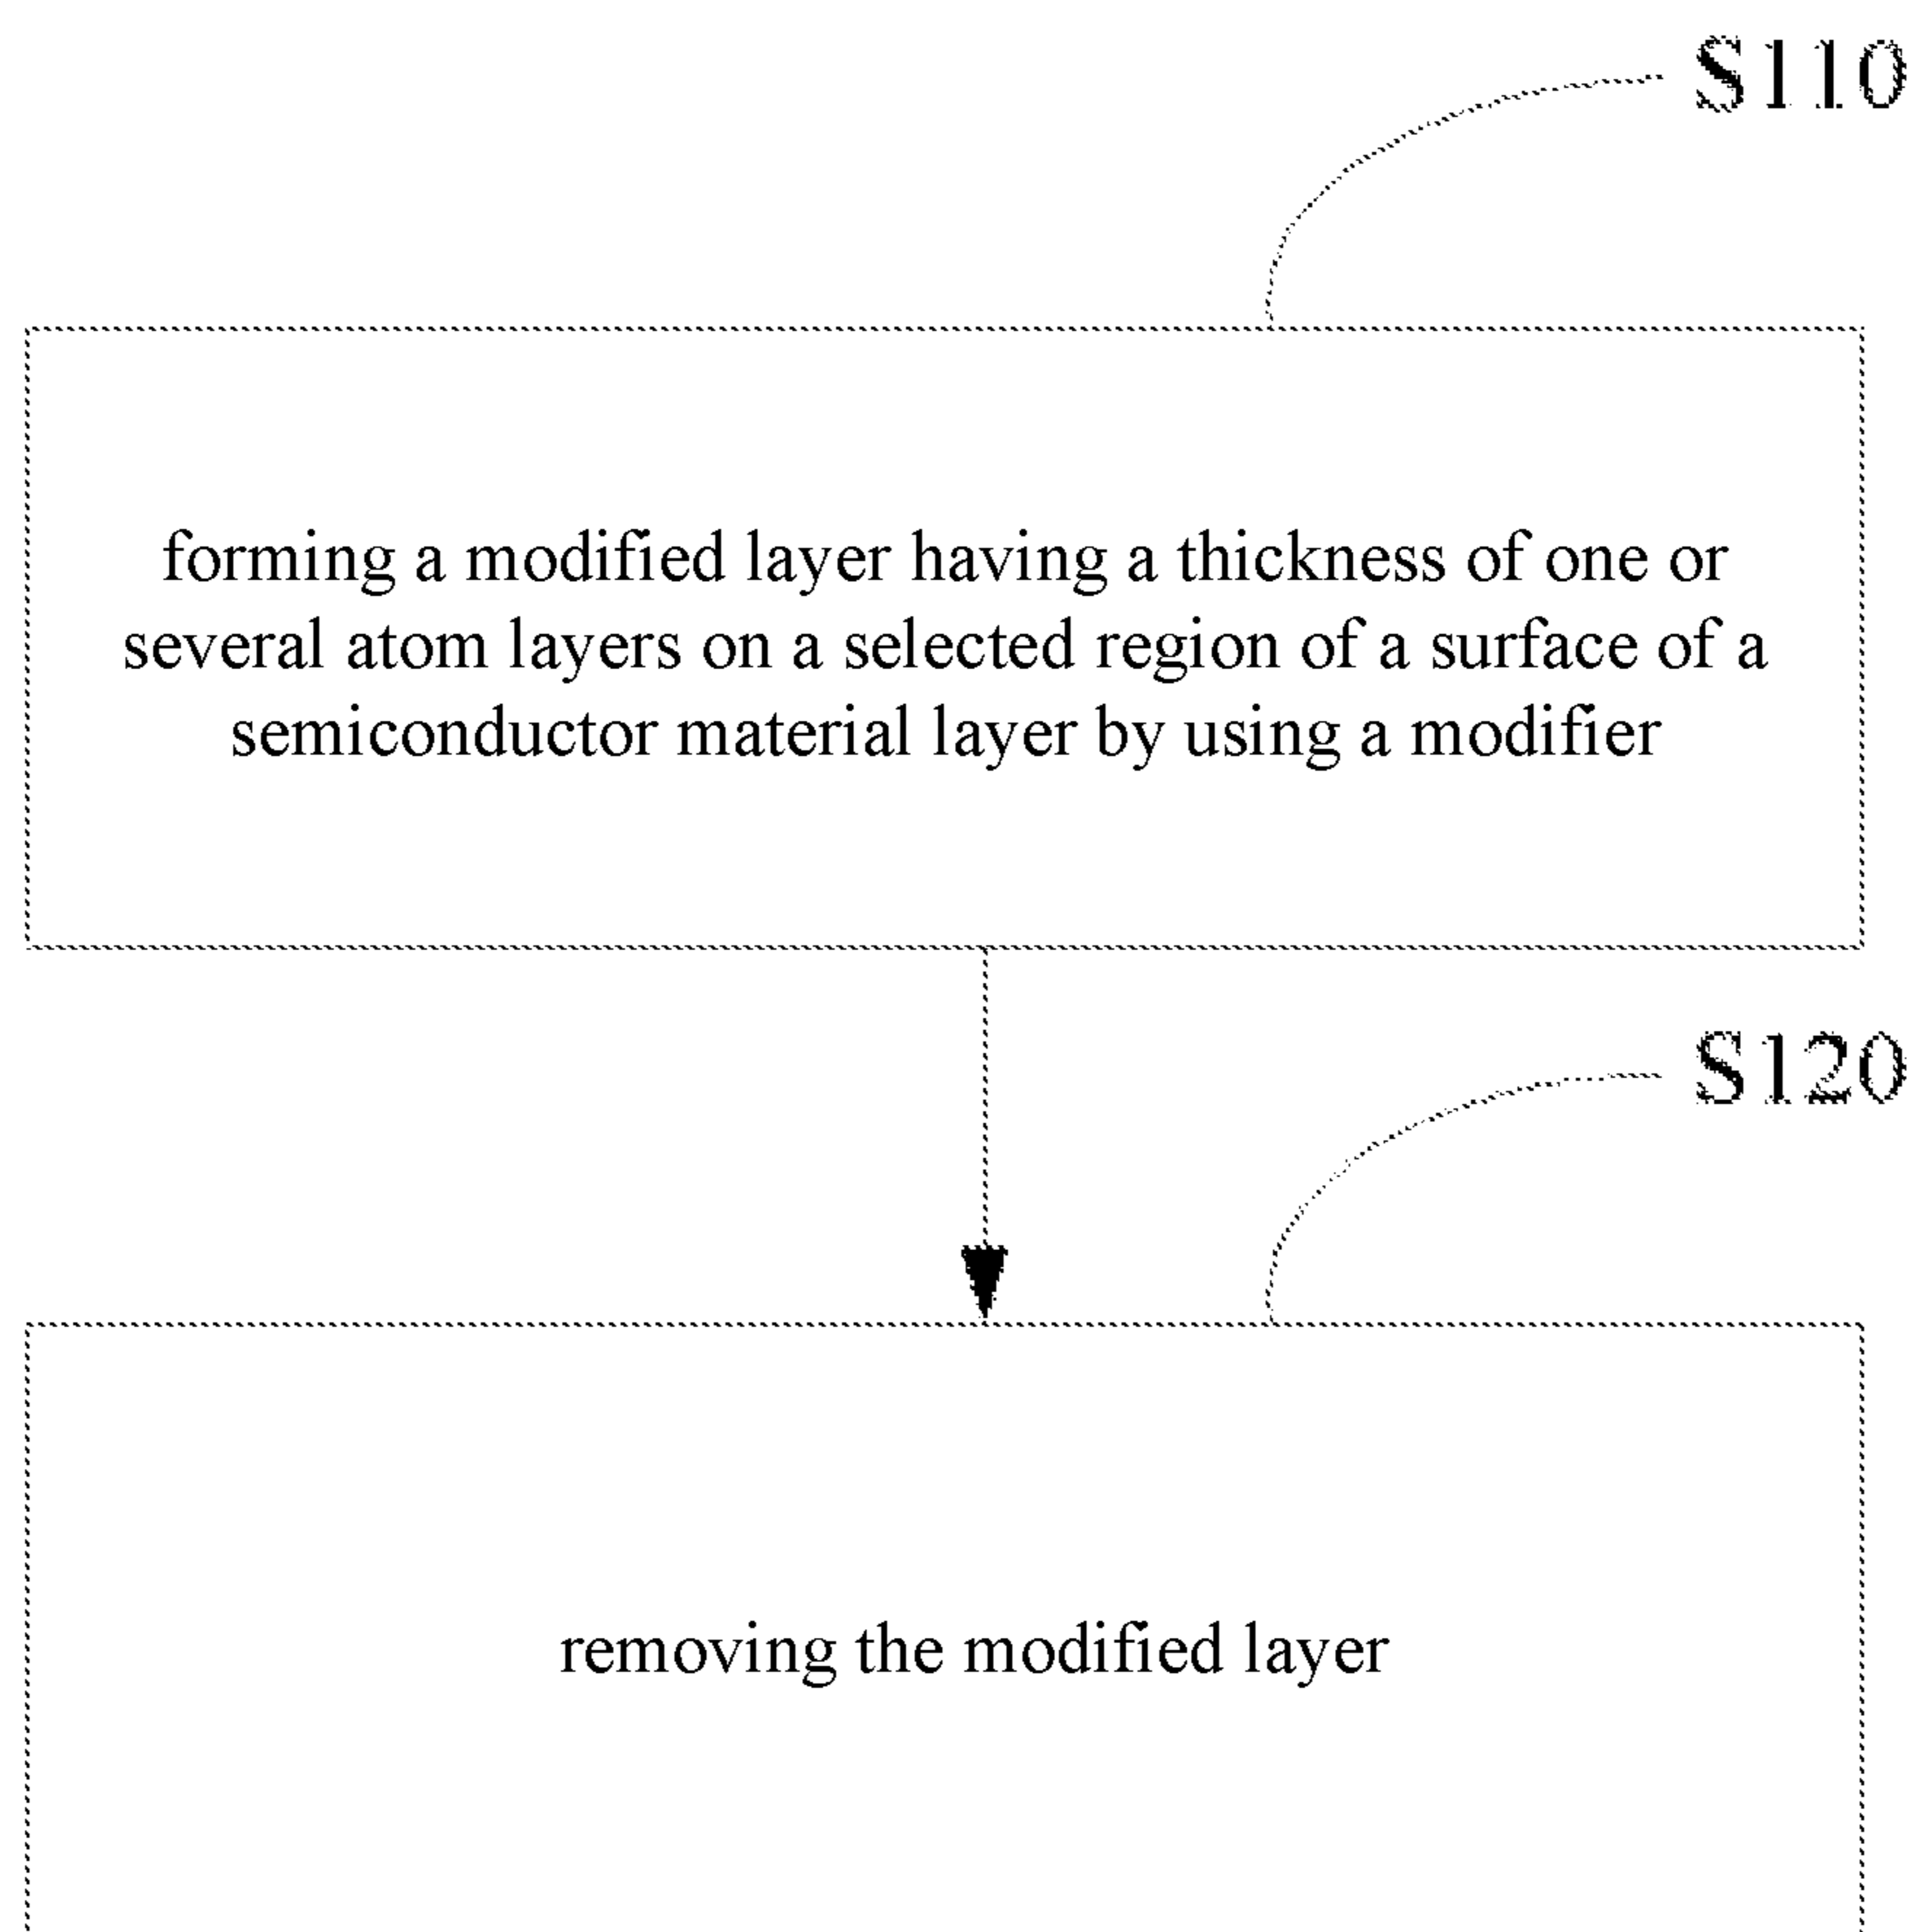 S110
forming a modified layer having a thickness of one or
several atom layers on a selected region of a surface of a
semiconductor material layer by using a modifier
S120
removing the modified layer